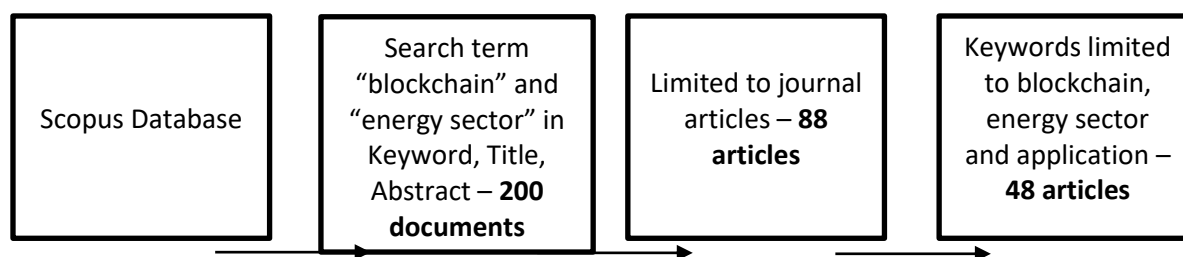 Scopus Database
Search term
“blockchain” and
“energy sector” in
Keyword, Title,
Abstract – 200
documents
Limited to journal
articles – 88
articles
Keywords limited
to blockchain,
energy sector
and application –
48 articles